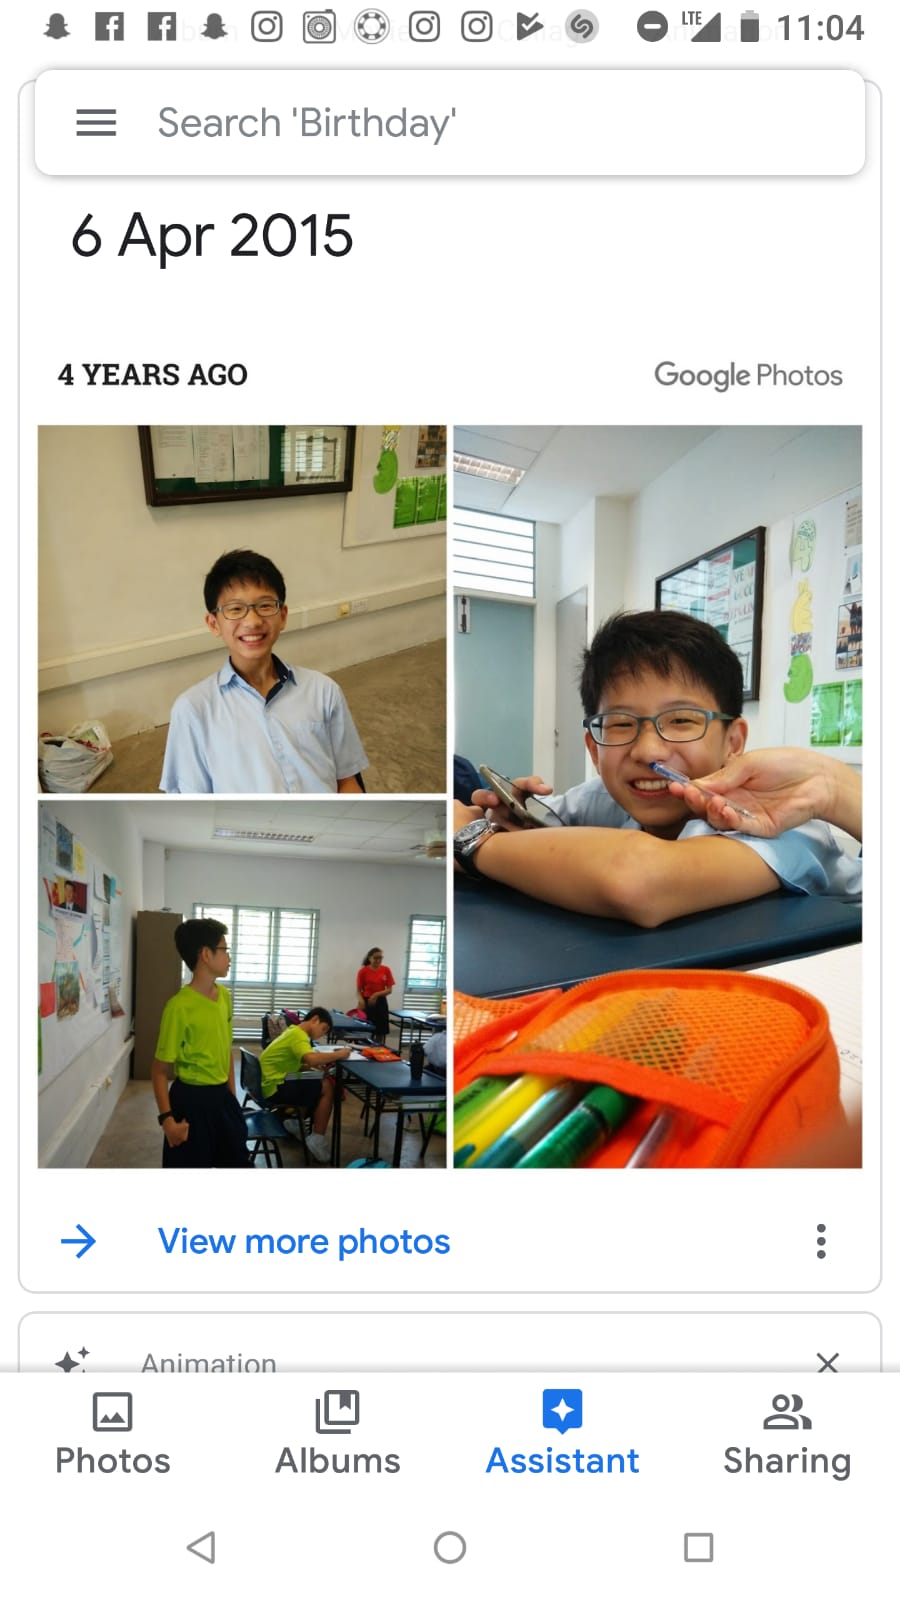 LTE 11:04
Search 'Birthday'
6 Apr 2015
4 YEARS AGO
Google Photos
View more photos
Animation
Photos
Albums
Assistant
Sharing